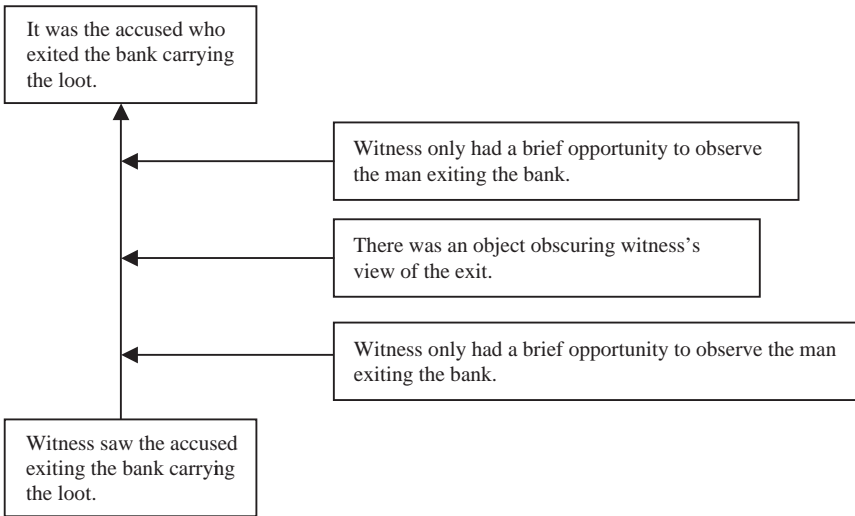 It was the accused who
exited the bank carrying
the loot.
Witness only had a brief opportunity to observe
the man exiting the bank.
There was an object obscuring witness’s
view of the exit.
Witness only had a brief opportunity to observe the man
exiting the bank.
Witness saw the accused
exiting the bank carrying
the loot.